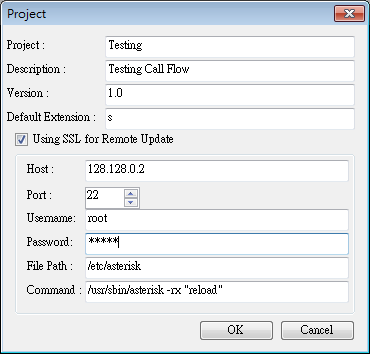 Project
Project : Testing
Description : Testing Call Flow
Version : 1.0
Default Extension : s
Using SSL for Remote Update
Host : 128.128.0.2
Port : 22
Username: root
Password: *****
File Path : /etc/asterisk
Command : /usr/sbin/asterisk -rx "reload"
OK Cancel